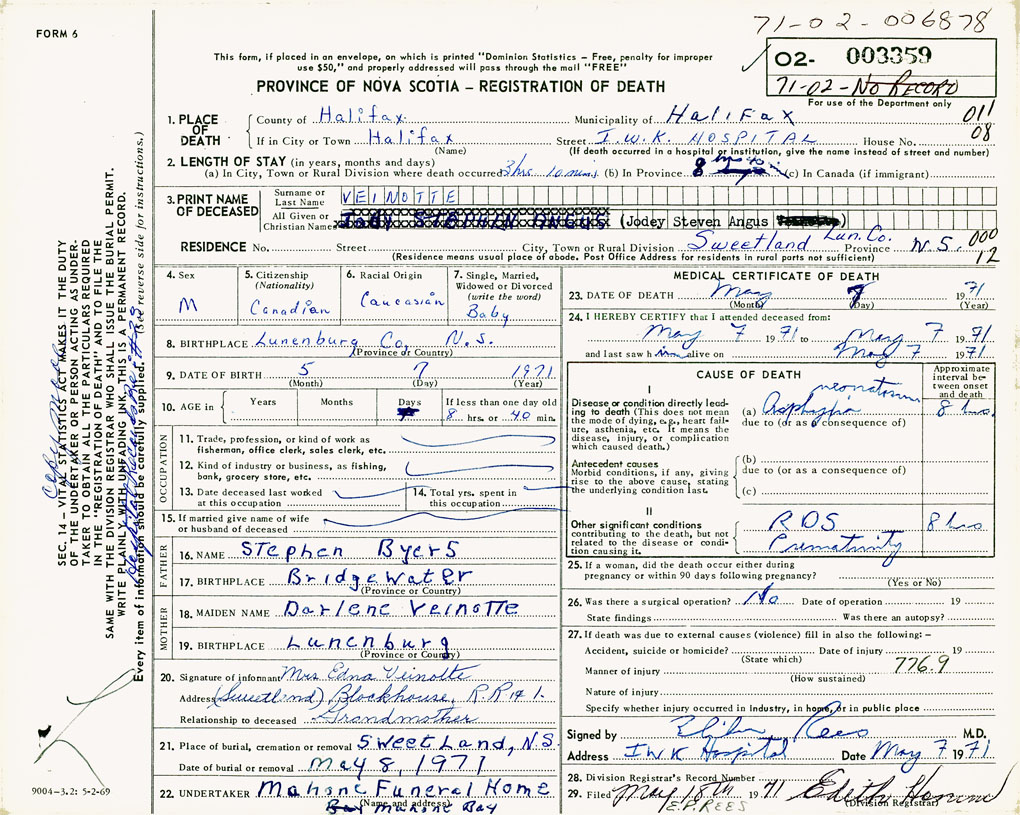 71-02-006878
FORM 6
This form, if placed in an envelope, on which is printed "Dominion Statistics – Free, penalty for improper
use $50," and properly addressed will pass through the mail "FREE"
02- 003359
71-02-No RECORD
PROVINCE OF NOVA SCOTIA – REGISTRATION OF DEATH
For use of the Department only
1. PLACE OF DEATH
County of Halifax Municipality of HALIFAX 011
If in City or Town Halifax Street I.W.K. HOSPITAL House No. 08
(Name) (If death occurred in a hospital or institution, give the name instead of street and number)
2. LENGTH OF STAY (in years, months and days)
(a) In City, Town or Rural Division where death occurred 3hrs 10 mins (b) In Province 8 (c) In Canada (if immigrant)
3. PRINT NAME OF DECEASED
Surname or Last Name VEINOTTE
All Given or Christian Names (Jodey Steven Angus)
RESIDENCE No. Street City, Town or Rural Division Sweetland Lun. Co. Province N.S. 000
(Residence means usual place of abode. Post Office Address for residents in rural parts not sufficient) 12
4. Sex M
5. Citizenship (Nationality) Canadian
6. Racial Origin Caucasian
7. Single, Married, Widowed or Divorced (write the word) Baby
8. BIRTHPLACE Lunenburg Co. N.S.
(Province or Country)
9. DATE OF BIRTH 5 7 1971
(Month) (Day) (Year)
10. AGE in Years Months Days If less than one day old
8 hrs. or 40 min.
OCCUPATION
11. Trade, profession, or kind of work as
fisherman, office clerk, sales clerk, etc.
12. Kind of industry or business, as fishing,
bank, grocery store, etc.
13. Date deceased last worked
at this occupation
14. Total yrs. spent in
this occupation
15. If married give name of wife
or husband of deceased
FATHER
16. NAME Stephen Byers
17. BIRTHPLACE Bridgewater
(Province or Country)
MOTHER
18. MAIDEN NAME Darlene Veinotte
19. BIRTHPLACE Lunenburg
(Province or Country)
20. Signature of informant Mrs Edna Veinotte
Address (Sweetland) Blockhouse, R.R.# 1.
Relationship to deceased Grandmother
21. Place of burial, cremation or removal Sweet Land, N.S.
Date of burial or removal May 8, 1971
22. UNDERTAKER Mahone Funeral Home
(Name and address)
Mahone Bay
MEDICAL CERTIFICATE OF DEATH
23. DATE OF DEATH May 7 1971
(Month) (Day) (Year)
24. I HEREBY CERTIFY that I attended deceased from:
May 7 1971 to May 7 1971
and last saw him alive on May 7 1971
CAUSE OF DEATH
Approximate interval between onset and death
I
Disease or condition directly leading to death (This does not mean the mode of dying, e.g., heart failure, asthenia, etc. It means the disease, injury, or complication which caused death.)
(a) Asphyxia neonatorum 8 hrs.
due to (or as a consequence of)
Antecedent causes
Morbid conditions, if any, giving rise to the above cause, stating the underlying condition last.
(b)
due to (or as a consequence of)
(c)
II
Other significant conditions contributing to the death, but not related to the disease or condition causing it.
RDS 8 hrs
Prematurity
25. If a woman, did the death occur either during
pregnancy or within 90 days following pregnancy?
(Yes or No)
26. Was there a surgical operation? No Date of operation 19
State findings Was there an autopsy?
27. If death was due to external causes (violence) fill in also the following: –
Accident, suicide or homicide? Date of injury 19
(State which)
Manner of injury 776.9
(How sustained)
Nature of injury
Specify whether injury occurred in industry, in home, or in public place
Signed by Rees M.D.
Address IWK Hospital Date May 7 1971
28. Division Registrar's Record Number
29. Filed May 18th 1971 Edith
E.P. REES (Division Registrar)
SEC. 14 – VITAL STATISTICS ACT MAKES IT THE DUTY
OF THE UNDERTAKER OR PERSON ACTING AS UNDER-
TAKER TO OBTAIN ALL THE PARTICULARS REQUIRED
IN THE "REGISTRATION OF DEATH" AND TO FILE THE
SAME WITH THE DIVISION REGISTRAR WHO SHALL ISSUE THE BURIAL PERMIT.
WRITE PLAINLY WITH UNFADING INK, THIS IS A PERMANENT RECORD.
Every item of information should be carefully supplied. (See reverse side for instructions.)
9004-3.2: 5-2-69